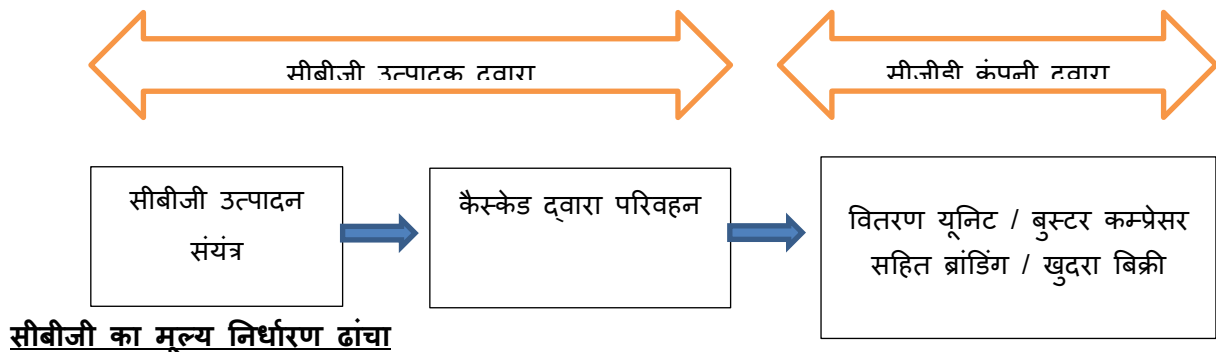 सीबीजी उत्पादक द्वारा
सीजीडी कंपनी द्वारा
सीबीजी उत्पादन
संयंत्र
कैस्केड द्वारा परिवहन
वितरण यूनिट / बुस्टर कम्प्रेसर
सहित ब्रांडिंग / खुदरा बिक्री
सीबीजी का मूल्य निर्धारण ढांचा